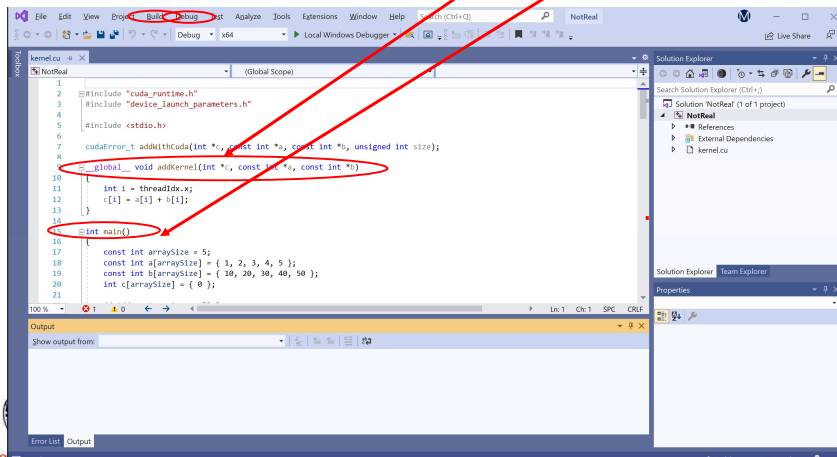 File Edit View Project Build Debug Test Analyze Tools Extensions Window Help Search (Ctrl+Q) NotReal
Debug x64 Local Windows Debugger Live Share
Toolbox
kernel.cu
NotReal (Global Scope)
1
2 #include "cuda_runtime.h"
3 #include "device_launch_parameters.h"
4
5 #include <stdio.h>
6
7 cudaError_t addWithCuda(int *c, const int *a, const int *b, unsigned int size);
8
9 __global__ void addKernel(int *c, const int *a, const int *b)
10 {
11 int i = threadIdx.x;
12 c[i] = a[i] + b[i];
13 }
14
15 int main()
16 {
17 const int arraySize = 5;
18 const int a[arraySize] = { 1, 2, 3, 4, 5 };
19 const int b[arraySize] = { 10, 20, 30, 40, 50 };
20 int c[arraySize] = { 0 };
21
100 % 1 0 Ln: 1 Ch: 1 SPC CRLF
Output
Show output from:
Error List Output
Solution Explorer
Search Solution Explorer (Ctrl+;)
Solution 'NotReal' (1 of 1 project)
NotReal
References
External Dependencies
kernel.cu
Solution Explorer Team Explorer
Properties